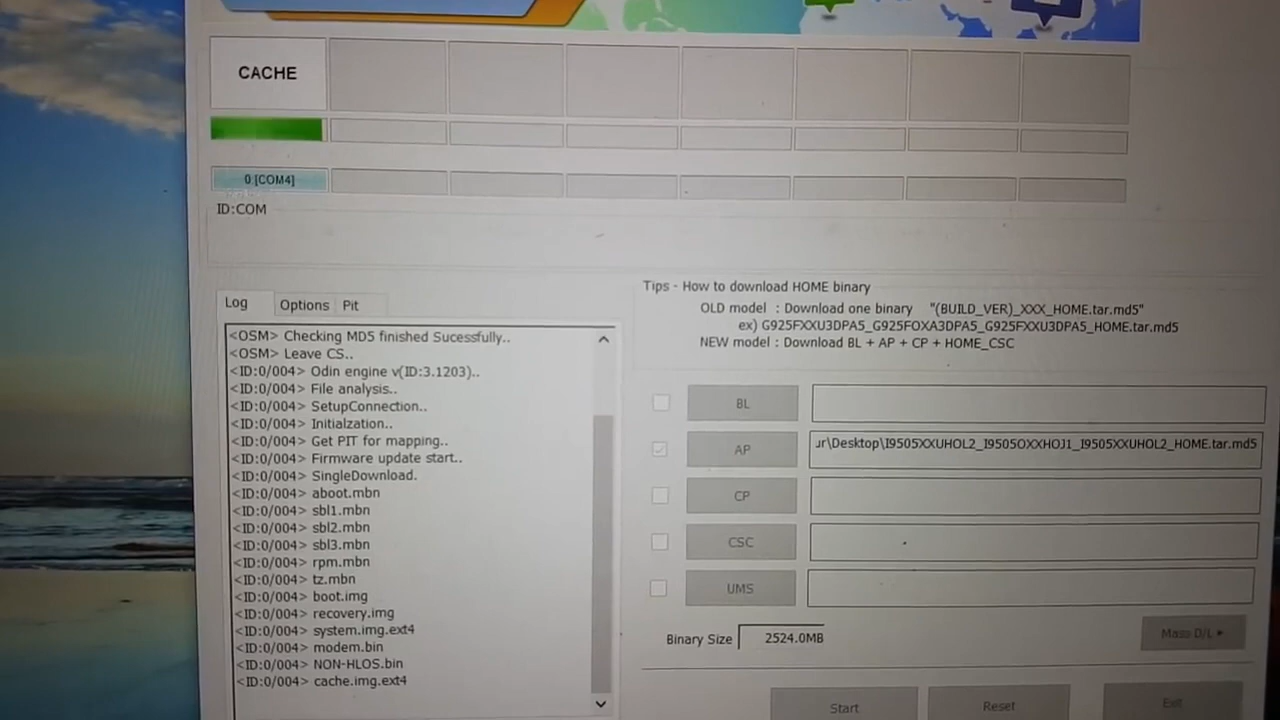 CACHE
0 [COM4]
ID:COM
Log
Options
Pit
<OSM> Checking MD5 finished Sucessfully..
<OSM> Leave CS..
<ID:0/004> Odin engine v(ID:3.1203)..
<ID:0/004> File analysis..
<ID:0/004> SetupConnection..
<ID:0/004> Initialzation..
<ID:0/004> Get PIT for mapping..
<ID:0/004> Firmware update start..
<ID:0/004> SingleDownload.
<ID:0/004> aboot.mbn
<ID:0/004> sbl1.mbn
<ID:0/004> sbl2.mbn
<ID:0/004> sbl3.mbn
<ID:0/004> rpm.mbn
<ID:0/004> tz.mbn
<ID:0/004> boot.img
<ID:0/004> recovery.img
<ID:0/004> system.img.ext4
<ID:0/004> modem.bin
<ID:0/004> NON-HLOS.bin
<ID:0/004> cache.img.ext4
Tips - How to download HOME binary
OLD model : Download one binary "(BUILD_VER)_XXX_HOME.tar.md5"
ex) G925FXXU3DPA5_G925FOXA3DPA5_G925FXXU3DPA5_HOME.tar.md5
NEW model : Download BL + AP + CP + HOME_CSC
BL
AP
ur\Desktop\I9505XXUHOL2_I9505OXXHOJ1_I9505XXUHOL2_HOME.tar.md5
CP
CSC
UMS
Binary Size 2524.0MB
Mass D/L
Start
Reset
Exit